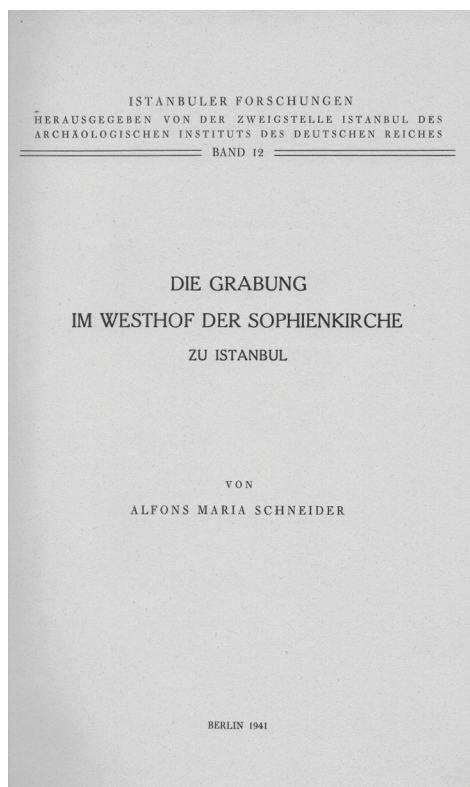 ISTANBULER FORSCHUNGEN
HERAUSGEGEBEN VON DER ZWEIGSTELLE ISTANBUL DES
ARCHÄOLOGISCHEN INSTITUTS DES DEUTSCHEN REICHES
BAND 12
DIE GRABUNG
IM WESTHOF DER SOPHIENKIRCHE
ZU ISTANBUL
VON
ALFONS MARIA SCHNEIDER
BERLIN 1941